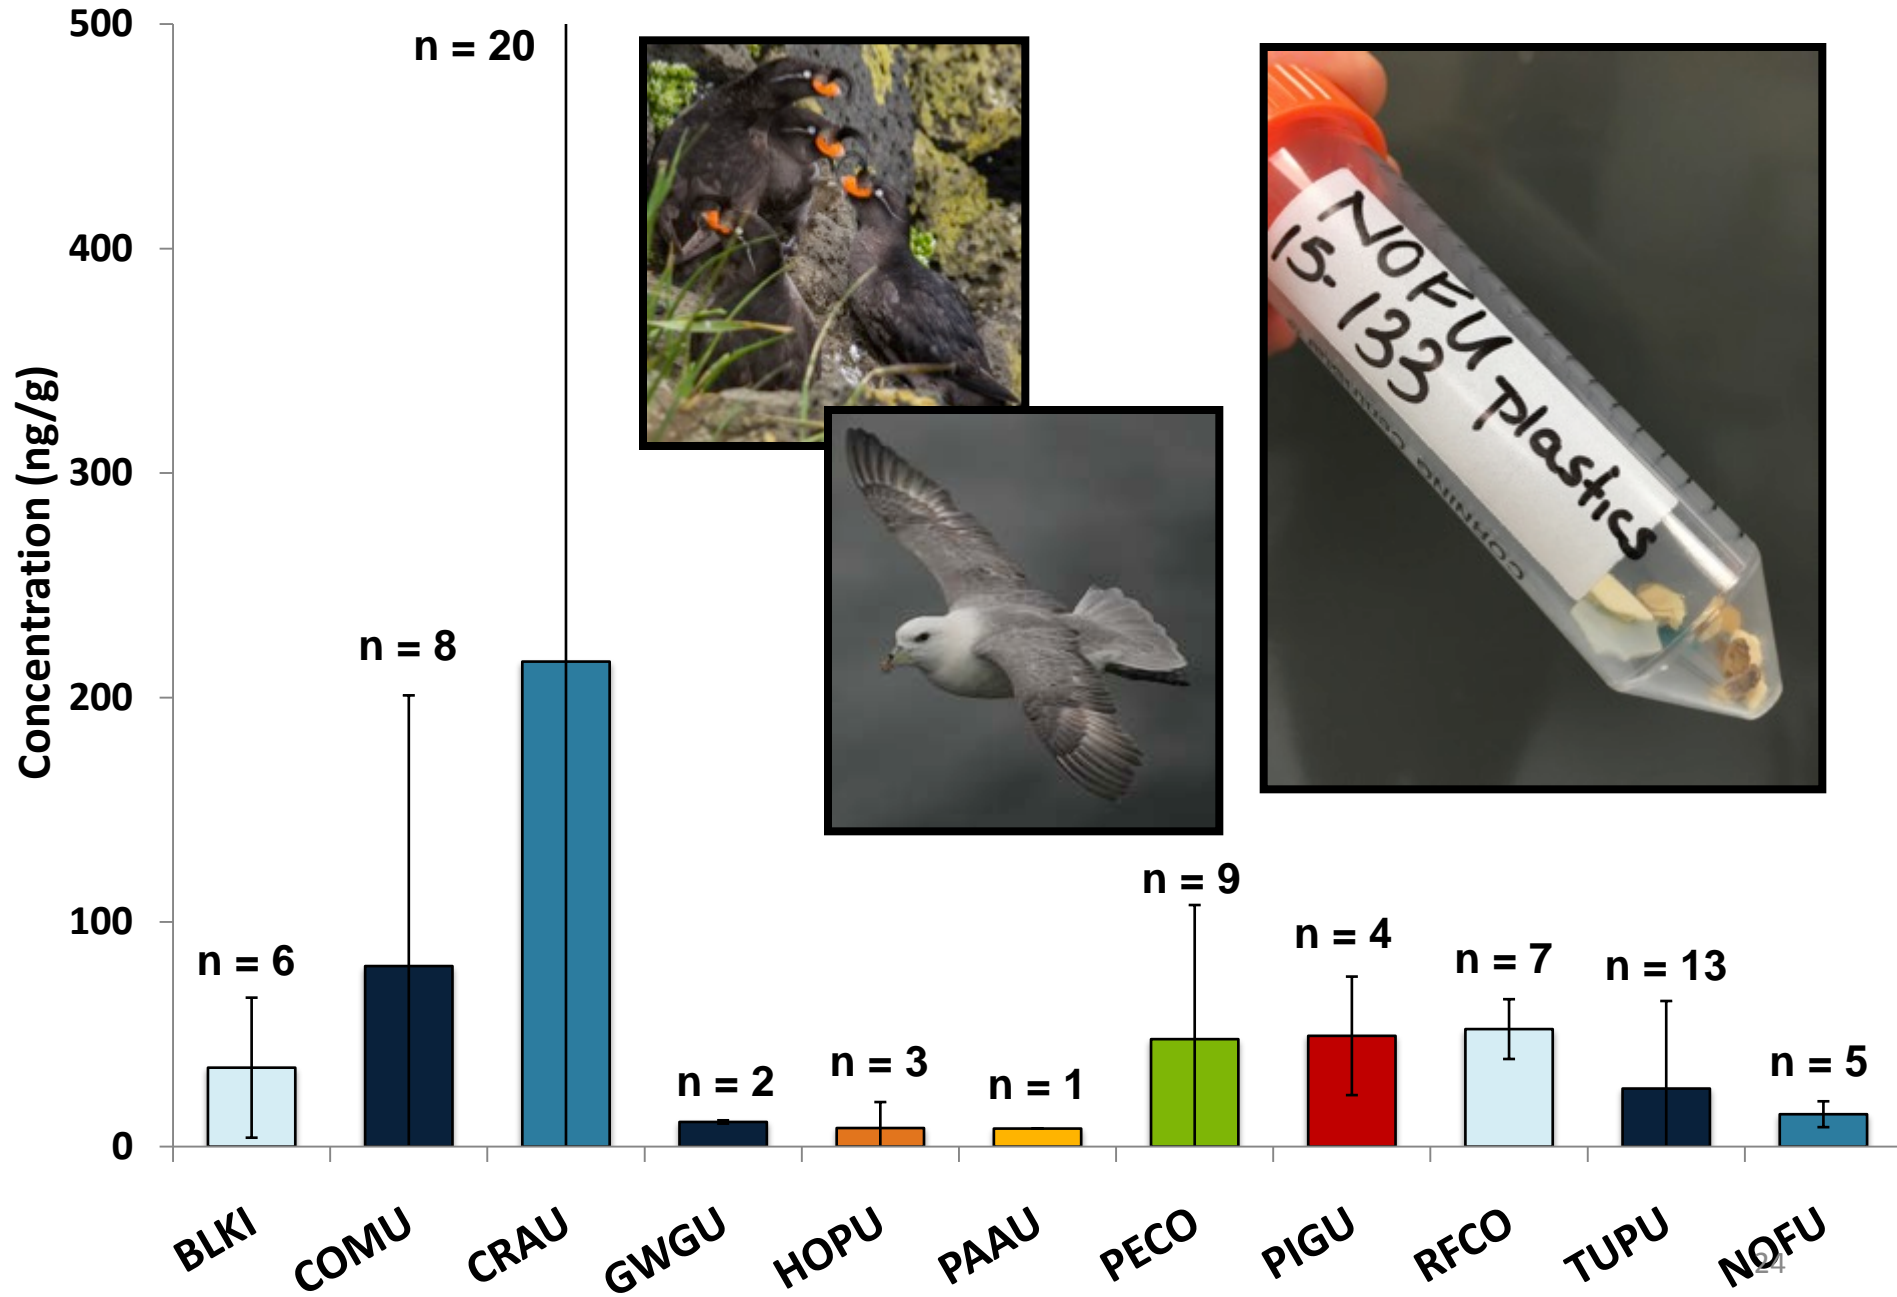 500
400
300
200
100
0
Concentration (ng/g)
n = 6
n = 8
n = 20
n = 2
n = 3
n = 1
n = 9
n = 4
n = 7
n = 13
n = 5
BLKI
COMU
CRAU
GWGU
HOPU
PAAU
PECO
PIGU
RFCO
TUPU
NOFU
24
NOFU plastics
15-133
CORNING